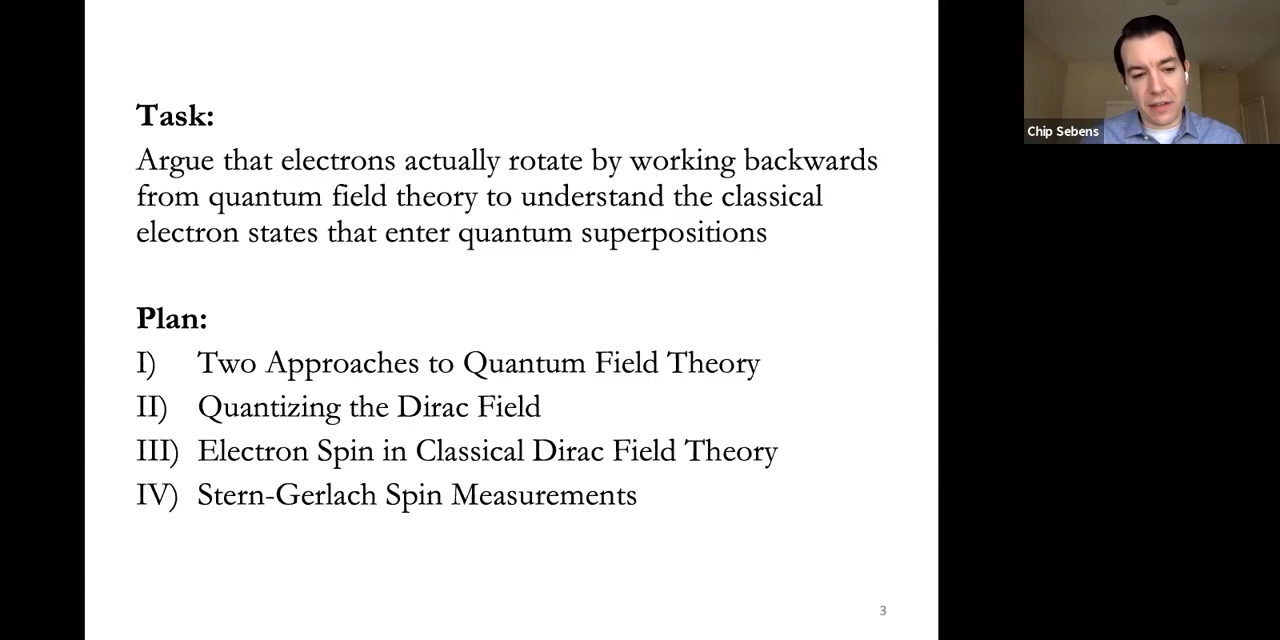 Task:
Argue that electrons actually rotate by working backwards
from quantum field theory to understand the classical
electron states that enter quantum superpositions
Plan:
I) Two Approaches to Quantum Field Theory
II) Quantizing the Dirac Field
III) Electron Spin in Classical Dirac Field Theory
IV) Stern-Gerlach Spin Measurements
3
Chip Sebens